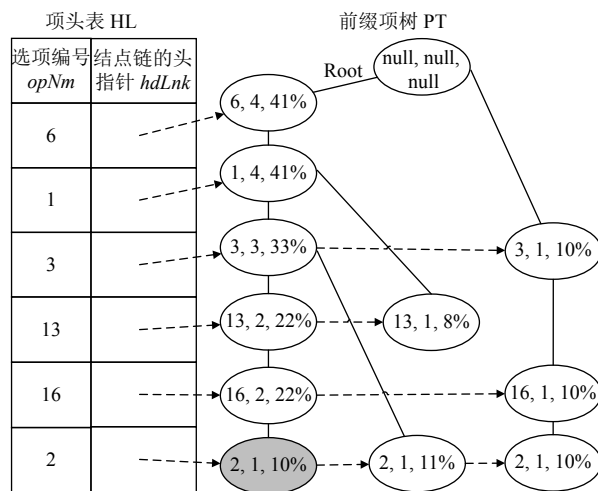 项头表 HL
前缀项树 PT
选项编号
opNm
结点链的头
指针 hdLnk
6
1
3
13
16
2
Root
null, null,
null
6, 4, 41%
1, 4, 41%
3, 3, 33%
3, 1, 10%
13, 2, 22%
13, 1, 8%
16, 2, 22%
16, 1, 10%
2, 1, 10%
2, 1, 11%
2, 1, 10%